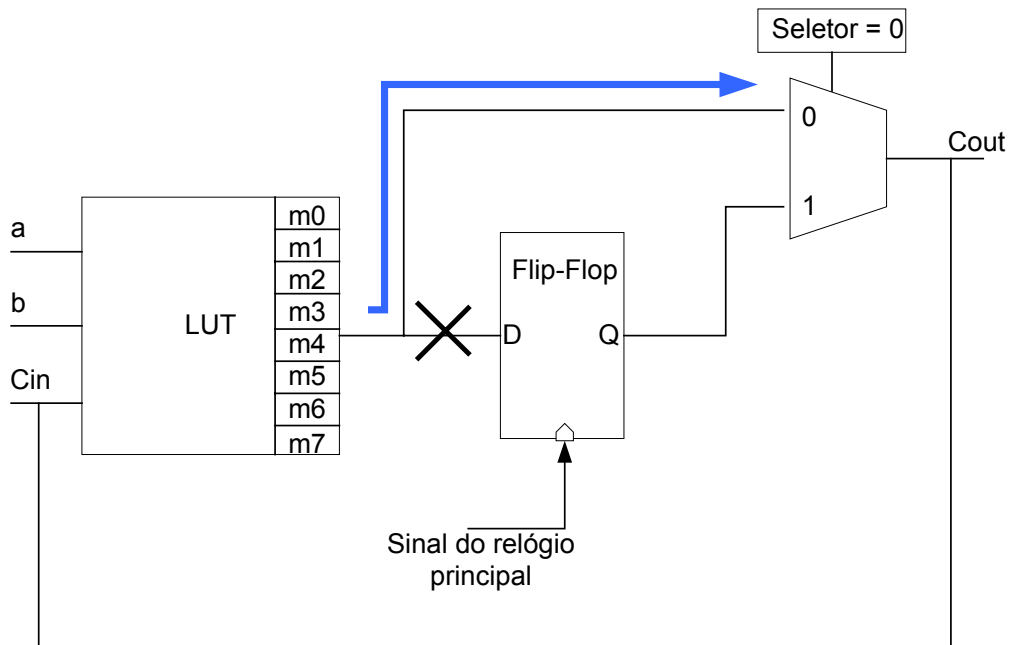 Seletor = 0
0
Cout
1
a
m0
m1
Flip-Flop
m2
b
LUT
m3
m4
D
Q
Cin
m5
m6
m7
Sinal do relógio
principal